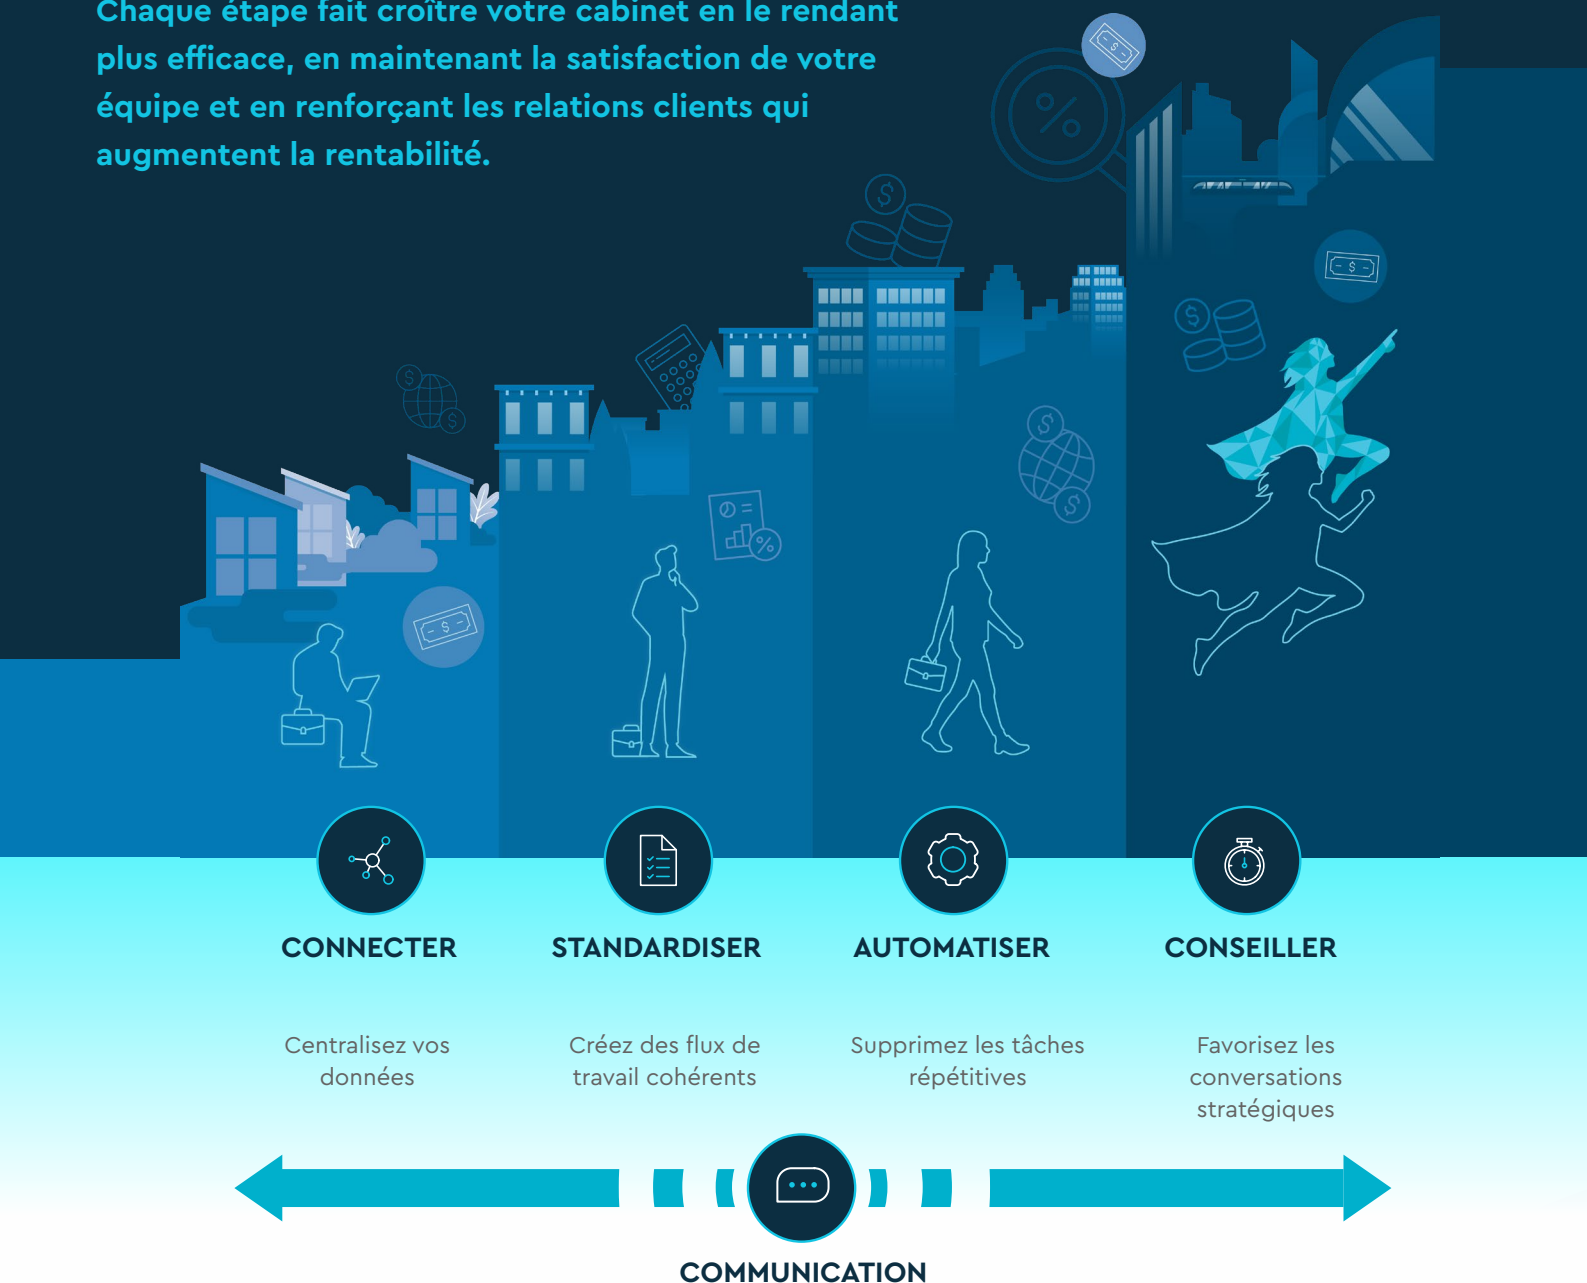 Chaque étape fait croître votre cabinet en le rendant
plus efficace, en maintenant la satisfaction de votre
équipe et en renforçant les relations clients qui
augmentent la rentabilité.
CONNECTER
Centralisez vos
données
STANDARDISER
Créez des flux de
travail cohérents
AUTOMATISER
Supprimez les tâches
répétitives
CONSEILLER
Favorisez les
conversations
stratégiques
COMMUNICATION